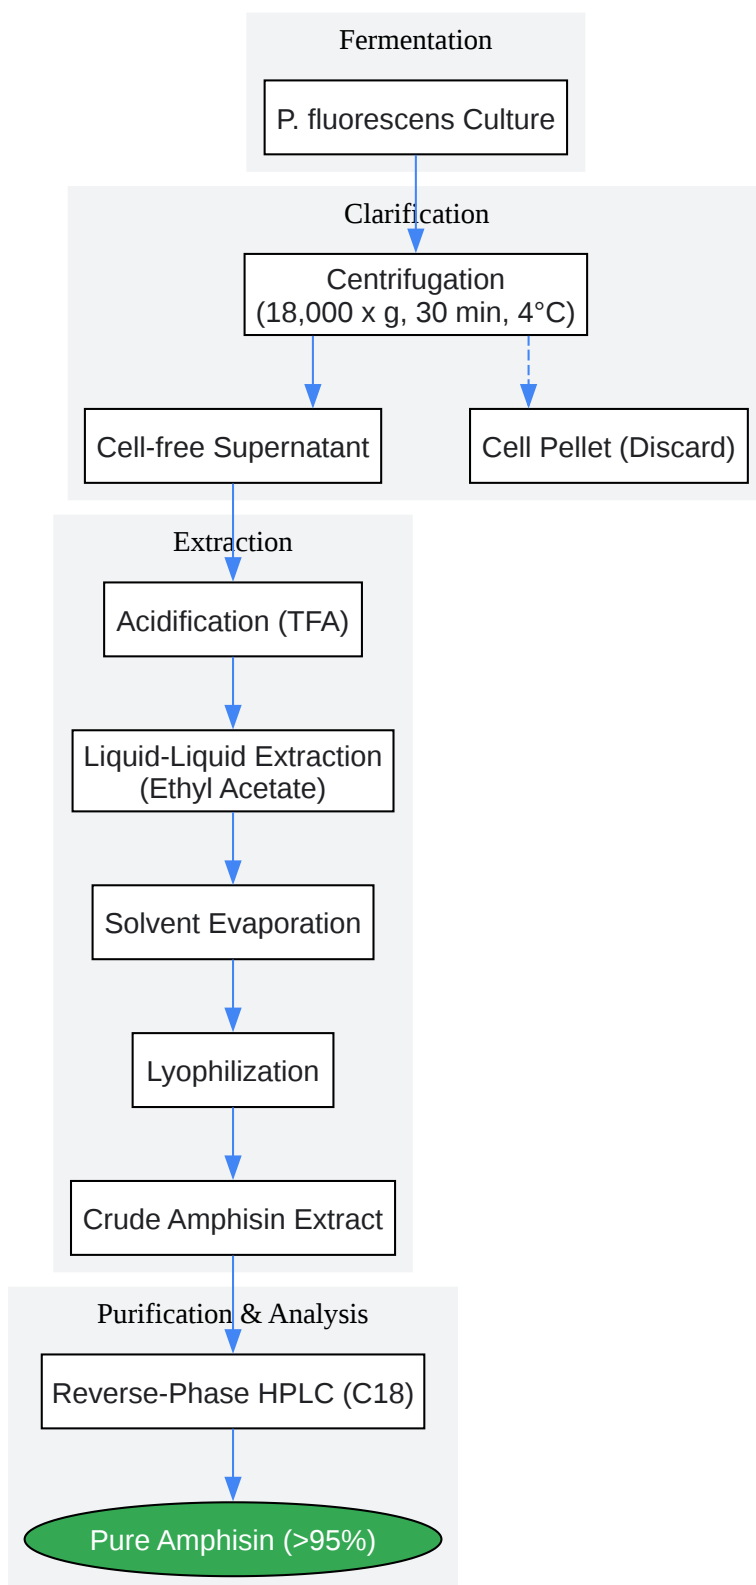 Fermentation
P. fluorescens Culture
Clarification
Centrifugation
(18,000 x g, 30 min, 4°C)
Cell-free Supernatant
Cell Pellet (Discard)
Extraction
Acidification (TFA)
Liquid-Liquid Extraction
(Ethyl Acetate)
Solvent Evaporation
Lyophilization
Crude Amphisin Extract
Purification & Analysis
Reverse-Phase HPLC (C18)
Pure Amphisin (>95%)